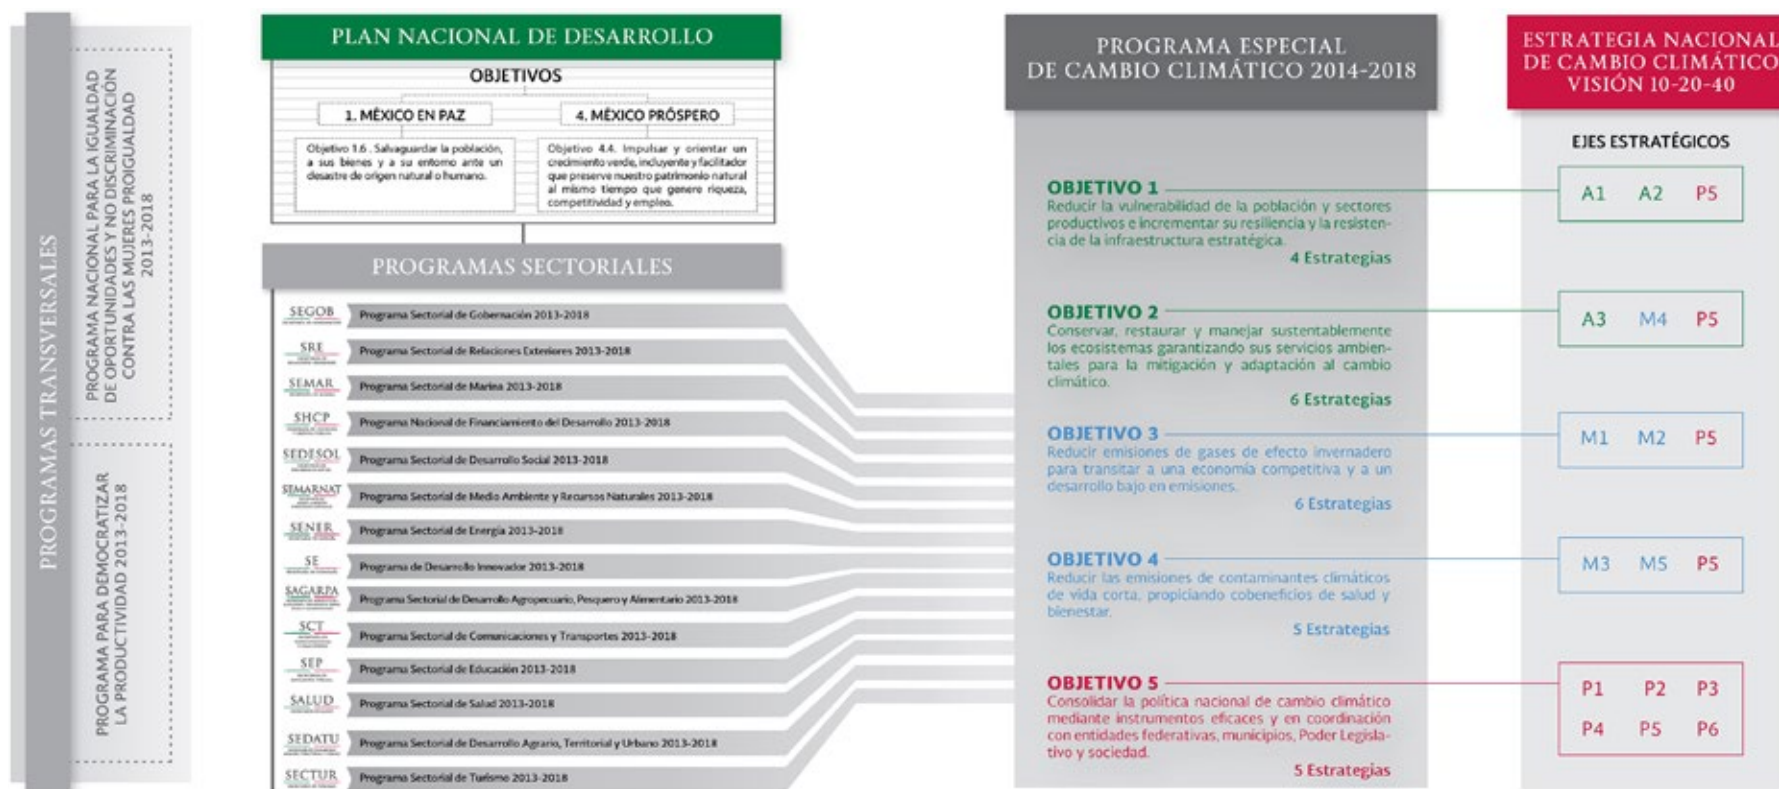 PROGRAMAS TRANSVERSALES
PROGRAMA NACIONAL PARA LA IGUALDAD
DE OPORTUNIDADES Y NO DISCRIMINACIÓN
CONTRA LAS MUJERES PROIGUALDAD
2013-2018
PROGRAMA PARA DEMOCRATIZAR
LA PRODUCTIVIDAD 2013-2018
PLAN NACIONAL DE DESARROLLO
OBJETIVOS
1. MÉXICO EN PAZ
Objetivo 1.6 . Salvaguardar la población,
a sus bienes y a su entorno ante un
desastre de origen natural o humano.
4. MÉXICO PRÓSPERO
Objetivo 4.4. Impulsar y orientar un
crecimiento verde, incluyente y facilitador
que preserve nuestro patrimonio natural
al mismo tiempo que genere riqueza,
competitividad y empleo.
PROGRAMAS SECTORIALES
SEGOB Programa Sectorial de Gobernación 2013-2018
SRE Programa Sectorial de Relaciones Exteriores 2013-2018
SEMAR Programa Sectorial de Marina 2013-2018
SHCP Programa Nacional de Financiamiento del Desarrollo 2013-2018
SEDESOL Programa Sectorial de Desarrollo Social 2013-2018
SEMARNAT Programa Sectorial de Medio Ambiente y Recursos Naturales 2013-2018
SENER Programa Sectorial de Energía 2013-2018
SE Programa de Desarrollo Innovador 2013-2018
SAGARPA Programa Sectorial de Desarrollo Agropecuario, Pesquero y Alimentario 2013-2018
SCT Programa Sectorial de Comunicaciones y Transportes 2013-2018
SEP Programa Sectorial de Educación 2013-2018
SALUD Programa Sectorial de Salud 2013-2018
SEDATU Programa Sectorial de Desarrollo Agrario, Territorial y Urbano 2013-2018
SECTUR Programa Sectorial de Turismo 2013-2018
PROGRAMA ESPECIAL
DE CAMBIO CLIMÁTICO 2014-2018
OBJETIVO 1
Reducir la vulnerabilidad de la población y sectores
productivos e incrementar su resiliencia y la resisten-
cia de la infraestructura estratégica.
4 Estrategias
OBJETIVO 2
Conservar, restaurar y manejar sustentablemente
los ecosistemas garantizando sus servicios ambien-
tales para la mitigación y adaptación al cambio
climático.
6 Estrategias
OBJETIVO 3
Reducir emisiones de gases de efecto invernadero
para transitar a una economía competitiva y a un
desarrollo bajo en emisiones.
6 Estrategias
OBJETIVO 4
Reducir las emisiones de contaminantes climáticos
de vida corta, propiciando cobeneficios de salud y
bienestar.
5 Estrategias
OBJETIVO 5
Consolidar la política nacional de cambio climático
mediante instrumentos eficaces y en coordinación
con entidades federativas, municipios, Poder Legisla-
tivo y sociedad.
5 Estrategias
ESTRATEGIA NACIONAL
DE CAMBIO CLIMÁTICO
VISIÓN 10-20-40
EJES ESTRATÉGICOS
A1 A2 P5
A3 M4 P5
M1 M2 P5
M3 M5 P5
P1 P2 P3
P4 P5 P6